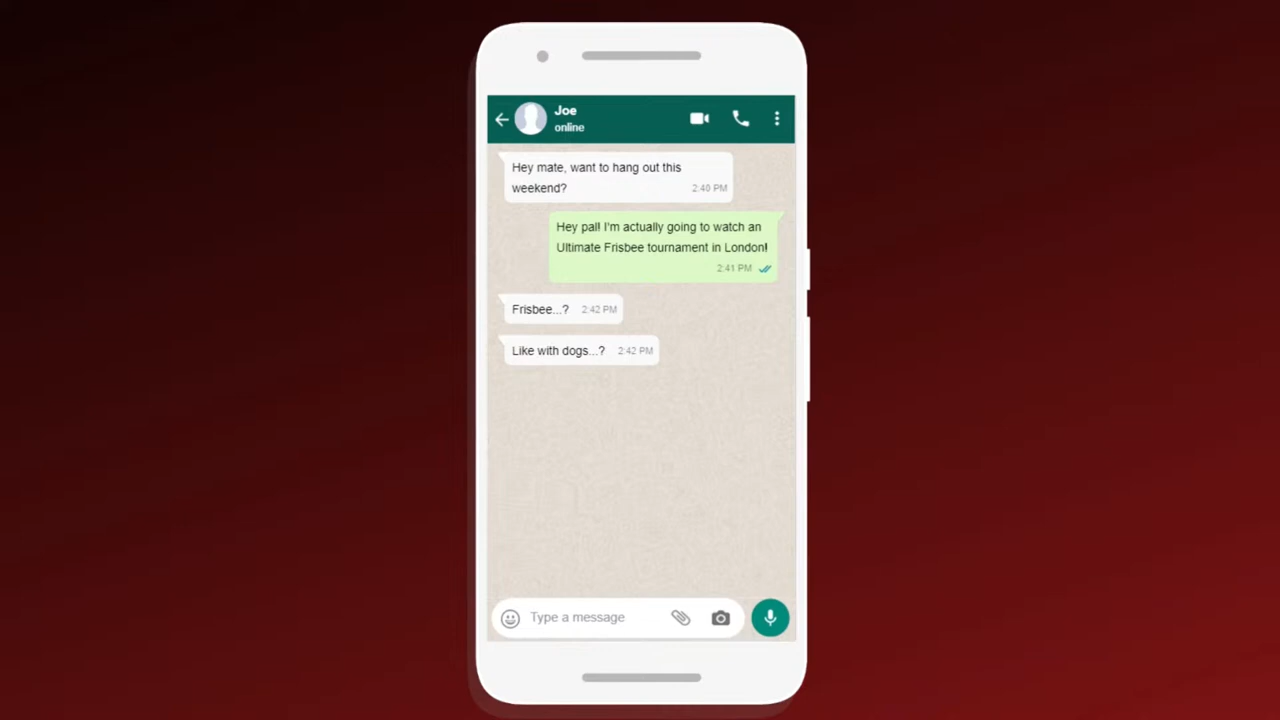 Joe
online
Hey mate, want to hang out this
weekend?
2:40 PM
Hey pal! I'm actually going to watch an
Ultimate Frisbee tournament in London!
2:41 PM
Frisbee...? 2:42 PM
Like with dogs...? 2:42 PM
Type a message